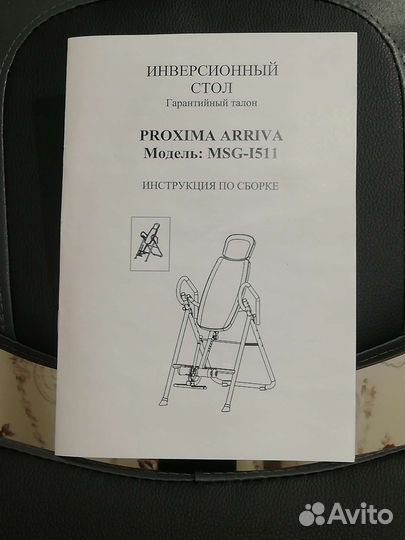 ИНВЕРСИОННЫЙ
СТОЛ
Гарантийный талон
PROXIMA ARRIVA
Модель: MSG-I511
ИНСТРУКЦИЯ ПО СБОРКЕ
Avito